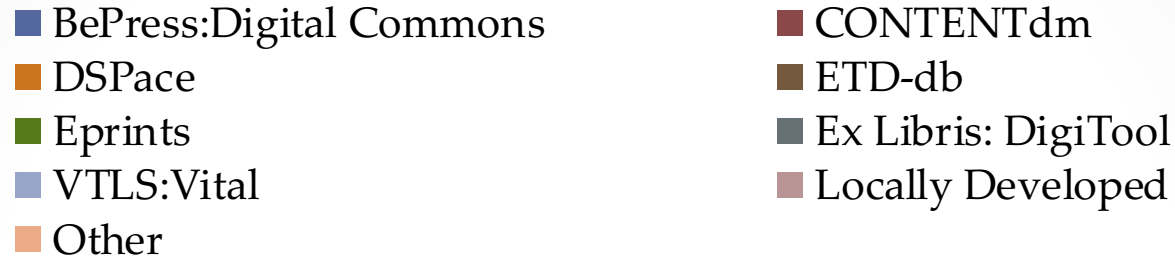 BePress:Digital Commons
CONTENTdm
DSPace
ETD-db
Eprints
Ex Libris: DigiTool
VTLS:Vital
Locally Developed
Other